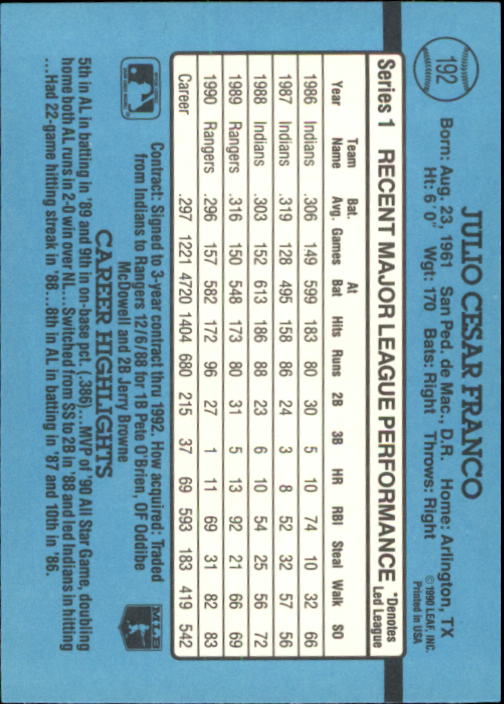 192
JULIO CESAR FRANCO
Born: Aug. 23, 1961 San Ped. de Mac., D.R. Home: Arlington, TX
Ht: 6' 0" Wgt: 170 Bats: Right Throws: Right
© 1990 LEAF, INC.
Printed in USA
Series 1 RECENT MAJOR LEAGUE PERFORMANCE *Denotes Led League
Year Team Name Bat. Avg. Games At Bat Hits Runs 2B 3B HR RBI Steal Walk SO
1986 Indians .306 149 599 183 80 30 5 10 74 10 32 66
1987 Indians .319 128 495 158 86 24 3 8 52 32 57 56
1988 Indians .303 152 613 186 88 23 6 10 54 25 56 72
1989 Rangers .316 150 548 173 80 31 5 13 92 21 66 69
1990 Rangers .296 157 582 172 96 27 1 11 69 31 82 83
Career .297 1221 4720 1404 680 215 37 69 593 183 419 542
Contract: Signed to 3-year contract thru 1992. How acquired: Traded
from Indians to Rangers 12/6/88 for 1B Pete O'Brien, OF Oddibe
McDowell and 2B Jerry Browne
MLB
CAREER HIGHLIGHTS
5th in AL in batting in '89 and 9th in on-base pct. (.386)...MVP of '90 All Star Game, doubling
home both AL runs in 2-0 win over NL...Switched from SS to 2B in '88 and led Indians in hitting
...Had 22-game hitting streak in '88...8th in AL in batting in '87 and 10th in '86.